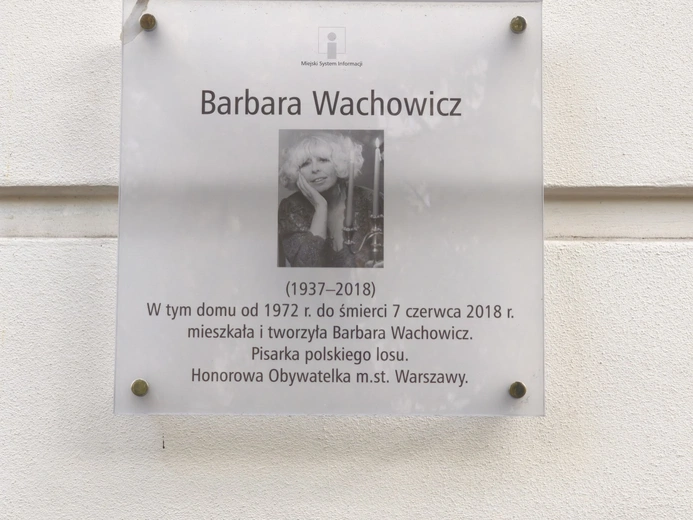 Miejski System Informacji
Barbara Wachowicz
(1937–2018)
W tym domu od 1972 r. do śmierci 7 czerwca 2018 r.
mieszkała i tworzyła Barbara Wachowicz.
Pisarka polskiego losu.
Honorowa Obywatelka m.st. Warszawy.